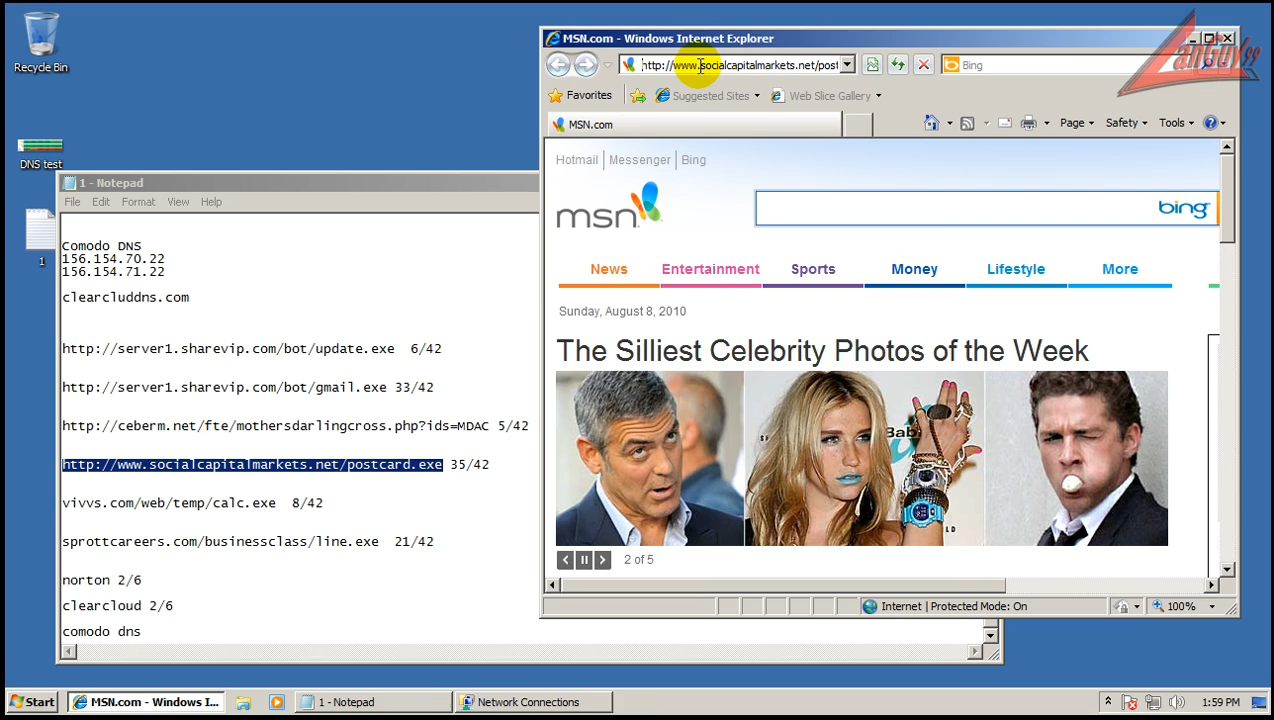 Recycle Bin
DNS test
1
1 - Notepad
File Edit Format View Help
Comodo DNS
156.154.70.22
156.154.71.22
clearcluddns.com
http://server1.sharevip.com/bot/update.exe 6/42
http://server1.sharevip.com/bot/gmail.exe 33/42
http://ceberm.net/fte/mothersdarlingcross.php?ids=MDAC 5/42
http://www.socialcapitalmarkets.net/postcard.exe 35/42
vivvs.com/web/temp/calc.exe 8/42
sprottcareers.com/businessclass/line.exe 21/42
norton 2/6
clearcloud 2/6
comodo dns
MSN.com - Windows Internet Explorer
http://www.socialcapitalmarkets.net/post
Bing
Favorites Suggested Sites Web Slice Gallery
MSN.com
Page Safety Tools
Hotmail Messenger Bing
msn
bing
News Entertainment Sports Money Lifestyle More
Sunday, August 8, 2010
The Silliest Celebrity Photos of the Week
2 of 5
Internet | Protected Mode: On
100%
Start
MSN.com - Windows I...
1 - Notepad
Network Connections
1:59 PM